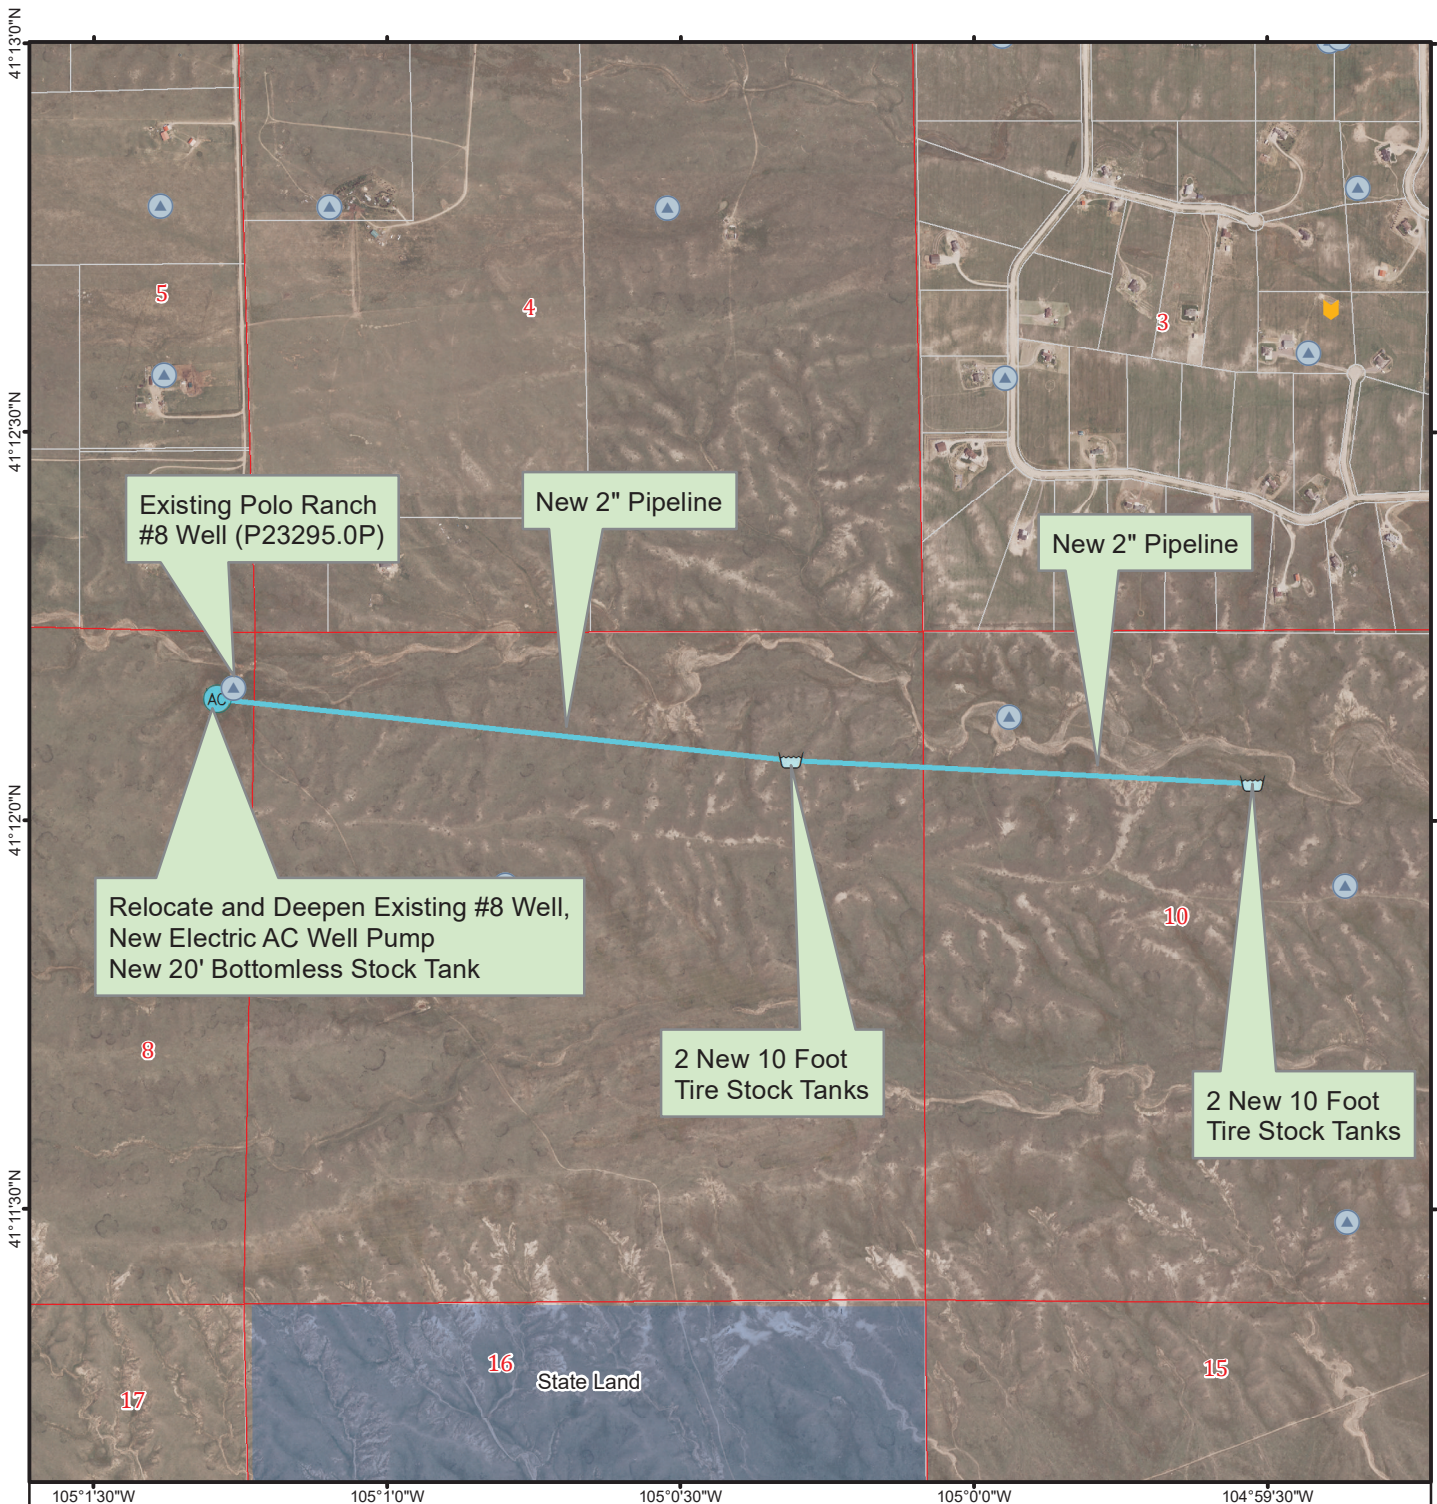 41°13'0"N
5
4
3
41°12'30"N
Existing Polo Ranch
#8 Well (P23295.0P)
New 2" Pipeline
New 2" Pipeline
AC
41°12'0"N
Relocate and Deepen Existing #8 Well,
New Electric AC Well Pump
New 20' Bottomless Stock Tank
10
8
2 New 10 Foot
Tire Stock Tanks
2 New 10 Foot
Tire Stock Tanks
41°11'30"N
16
State Land
15
17
105°1'30"W
105°1'0"W
105°0'30"W
105°0'0"W
104°59'30"W